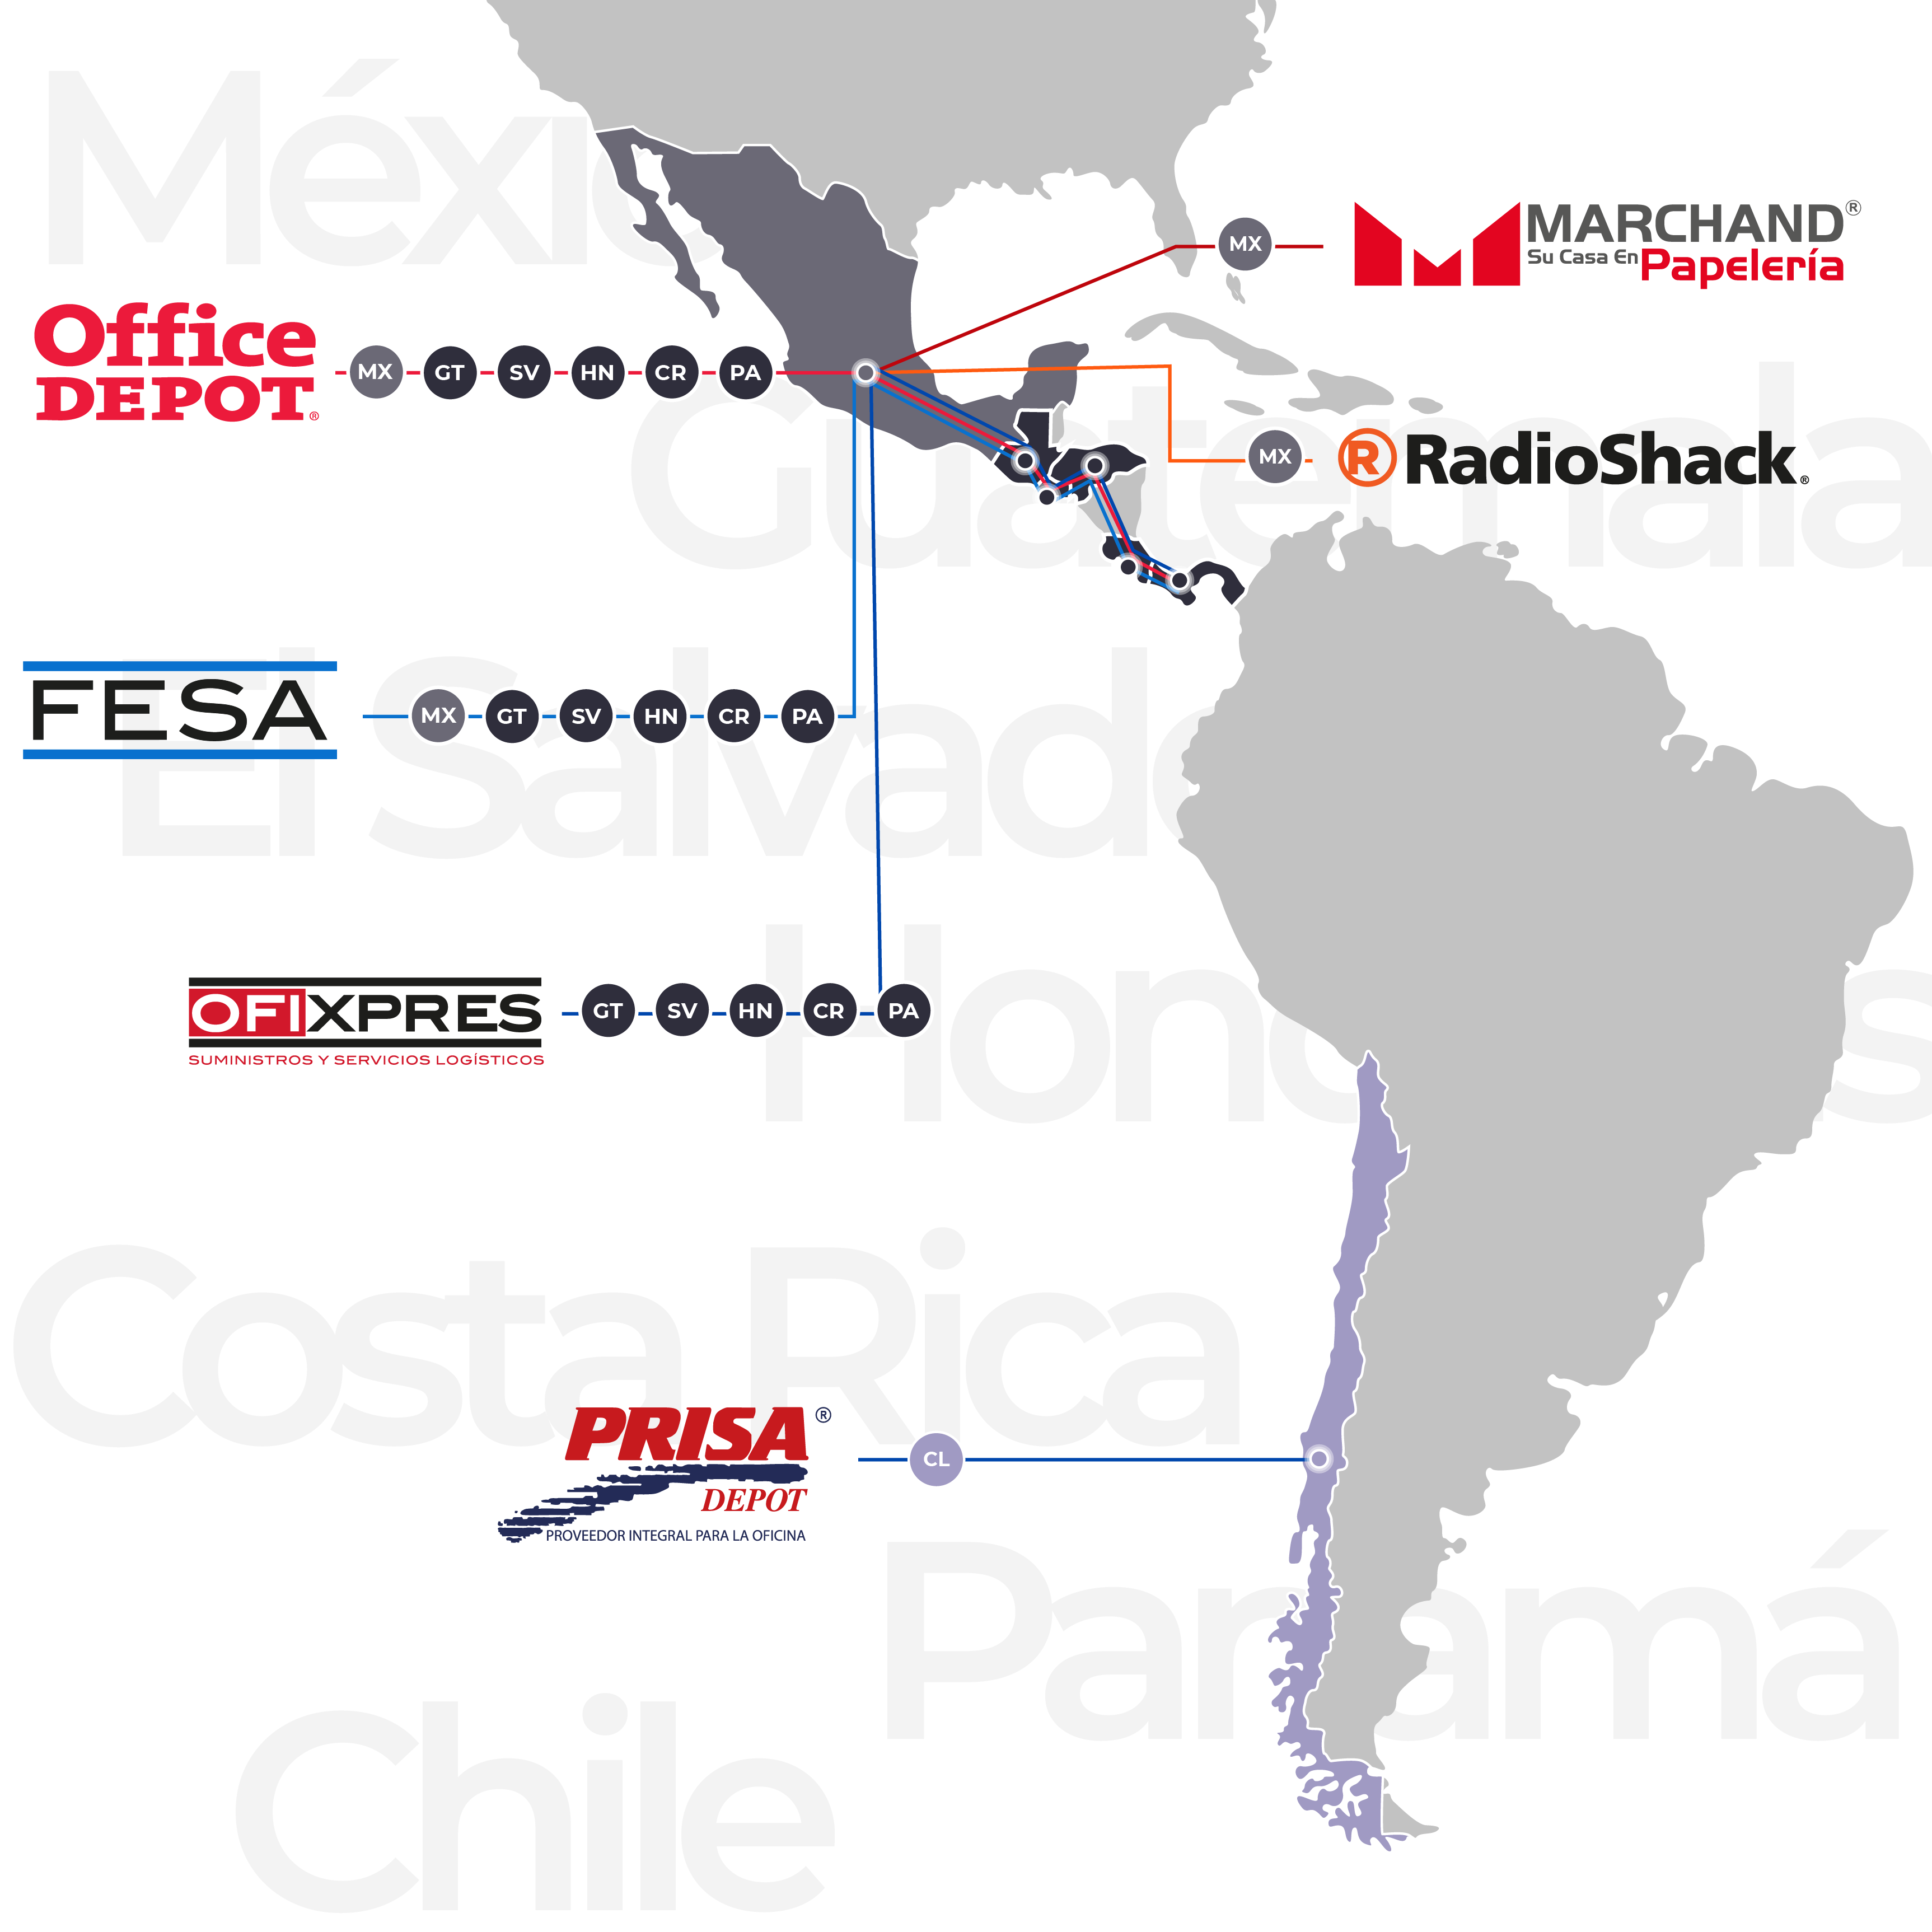 México
MARCHAND®
Su Casa En Papelería
MX
Office
DEPOT®
MX GT SV HN CR PA
Guatemala
MX
® RadioShack®
El Salvado
FESA
MX GT SV HN CR PA
OFIXPRES
SUMINISTROS Y SERVICIOS LOGÍSTICOS
GT SV HN CR PA
Hon s
Costa Rica
PRISA®
DEPOT
PROVEEDOR INTEGRAL PARA LA OFICINA
CL
Panamá
Chile